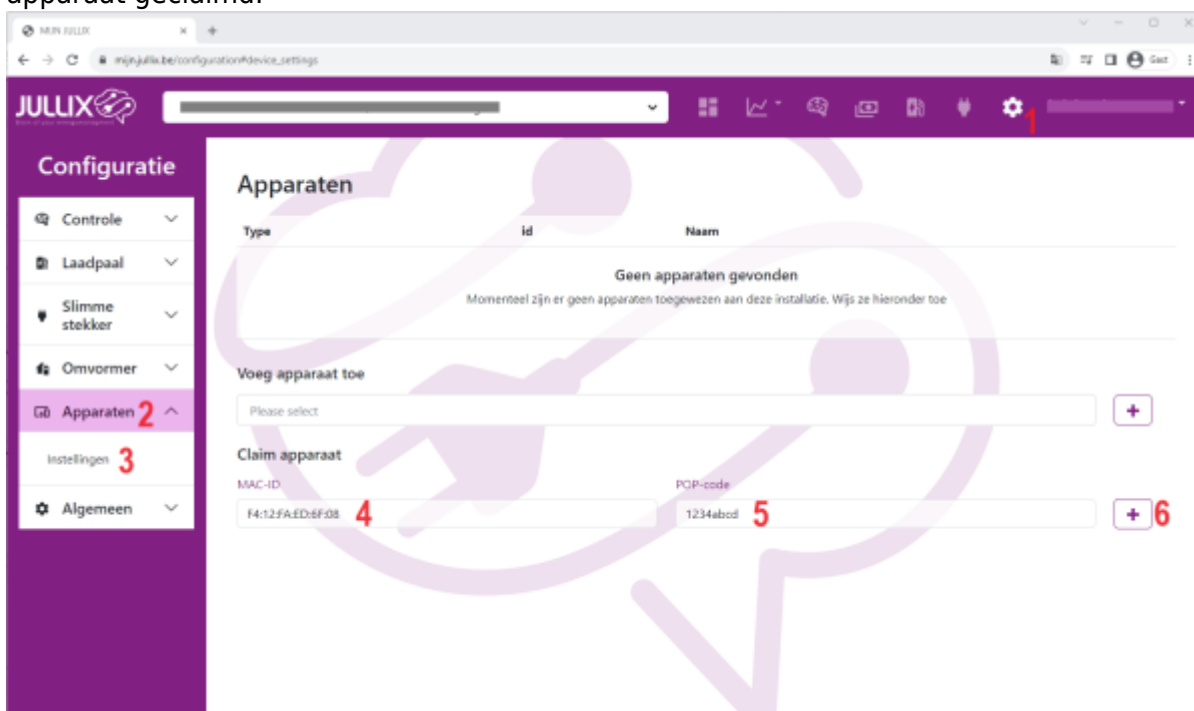 apparaat geclaimd.
MIJN JULLIX
mijn.jullix.be/configuration#device_settings
Gast
JULLIX
1
Configuratie
Controle
Laadpaal
Slimme
stekker
Omvormer
Apparaten 2
Instellingen 3
Algemeen
Apparaten
Type id Naam
Geen apparaten gevonden
Momenteel zijn er geen apparaten toegewezen aan deze installatie. Wijs ze hieronder toe
Voeg apparaat toe
Please select
+
Claim apparaat
MAC-ID POP-code
F4:12:FA:ED:6F:08 4 1234abcd 5 + 6